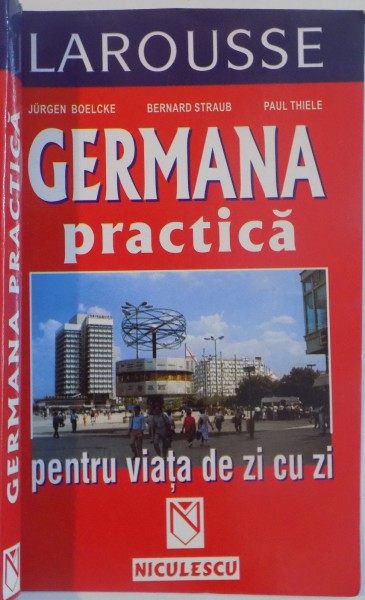 LAROUSSE
JÜRGEN BOELCKE BERNARD STRAUB PAUL THIELE
GERMANA
practică
pentru viața de zi cu zi
NICULESCU
GERMANA PRACTICĂ